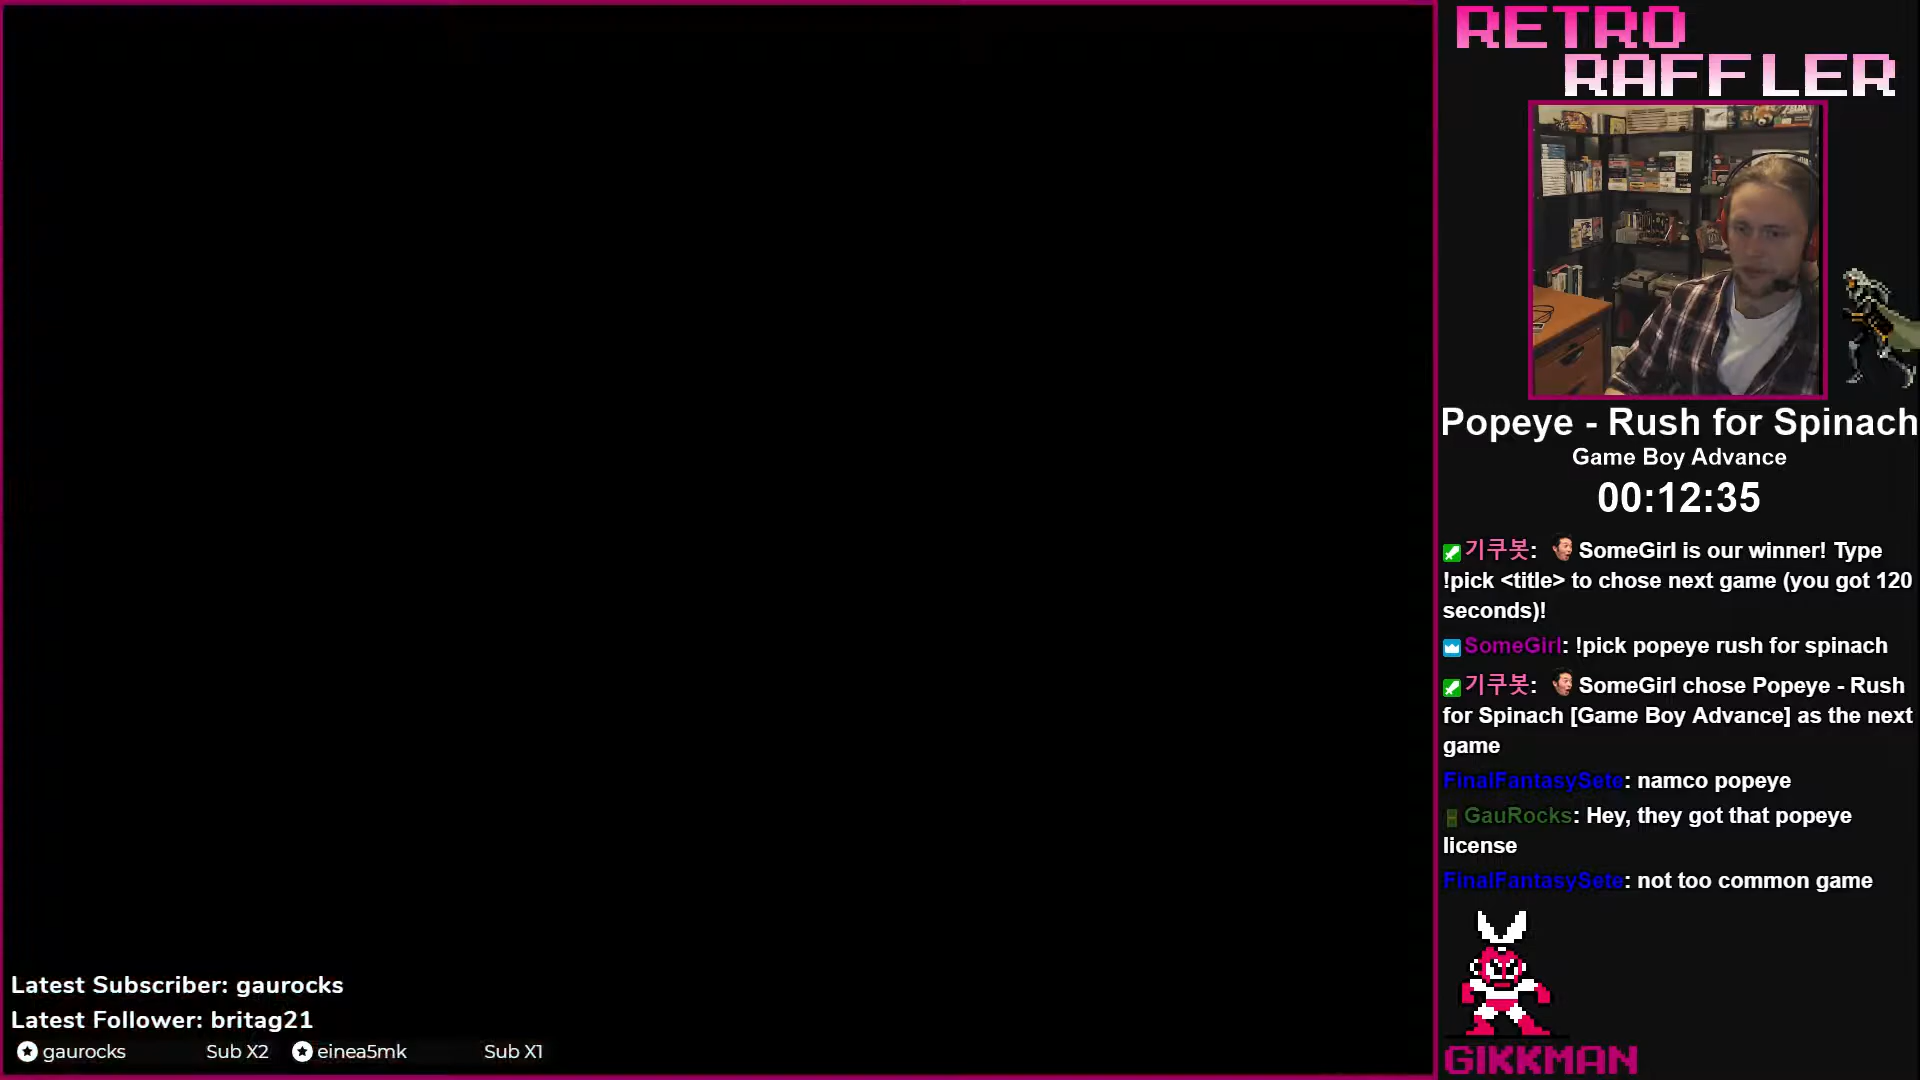 RETRO
RAFFLER
Popeye - Rush for Spinach
Game Boy Advance
00:12:35
기쿠봇: SomeGirl is our winner! Type
!pick <title> to chose next game (you got 120
seconds)!
SomeGirl: !pick popeye rush for spinach
기쿠봇: SomeGirl chose Popeye - Rush
for Spinach [Game Boy Advance] as the next
game
FinalFantasySete: namco popeye
GauRocks: Hey, they got that popeye
license
FinalFantasySete: not too common game
GIKKMAN
Latest Subscriber: gaurocks
Latest Follower: britag21
gaurocks Sub X2 einea5mk Sub X1